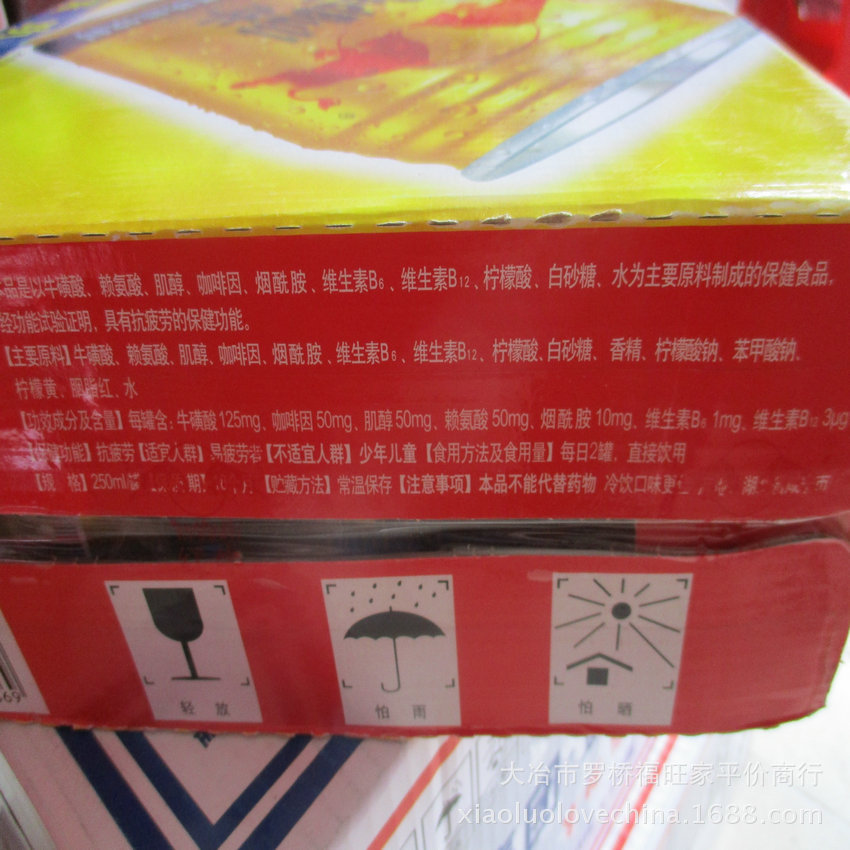 品是以牛磺酸、赖氨酸、肌醇、咖啡因、烟酰胺、维生素B6、维生素B12、柠檬酸、白砂糖、水为主要原料制成的保健食品,
经功能试验证明,具有抗疲劳的保健功能。
【主要原料】牛磺酸、赖氨酸、肌醇、咖啡因、烟酰胺、维生素B6、维生素B12、柠檬酸、白砂糖、香精、柠檬酸钠、苯甲酸钠、
柠檬黄、胭脂红、水
【功效成分及含量】每罐含:牛磺酸125mg、咖啡因50mg、肌醇50mg、赖氨酸50mg、烟酰胺10mg、维生素B6 1mg、维生素B12 3μg
【保健功能】抗疲劳【适宜人群】易疲劳者【不适宜人群】少年儿童【食用方法及食用量】每日2罐,直接饮用
【规 格】250ml/罐 期】 【贮藏方法】常温保存【注意事项】本品不能代替药物 冷饮口味更
轻放 怕雨 怕晒
69
大冶市罗桥福旺家平价商行
xiaoluolovechina.1688.com